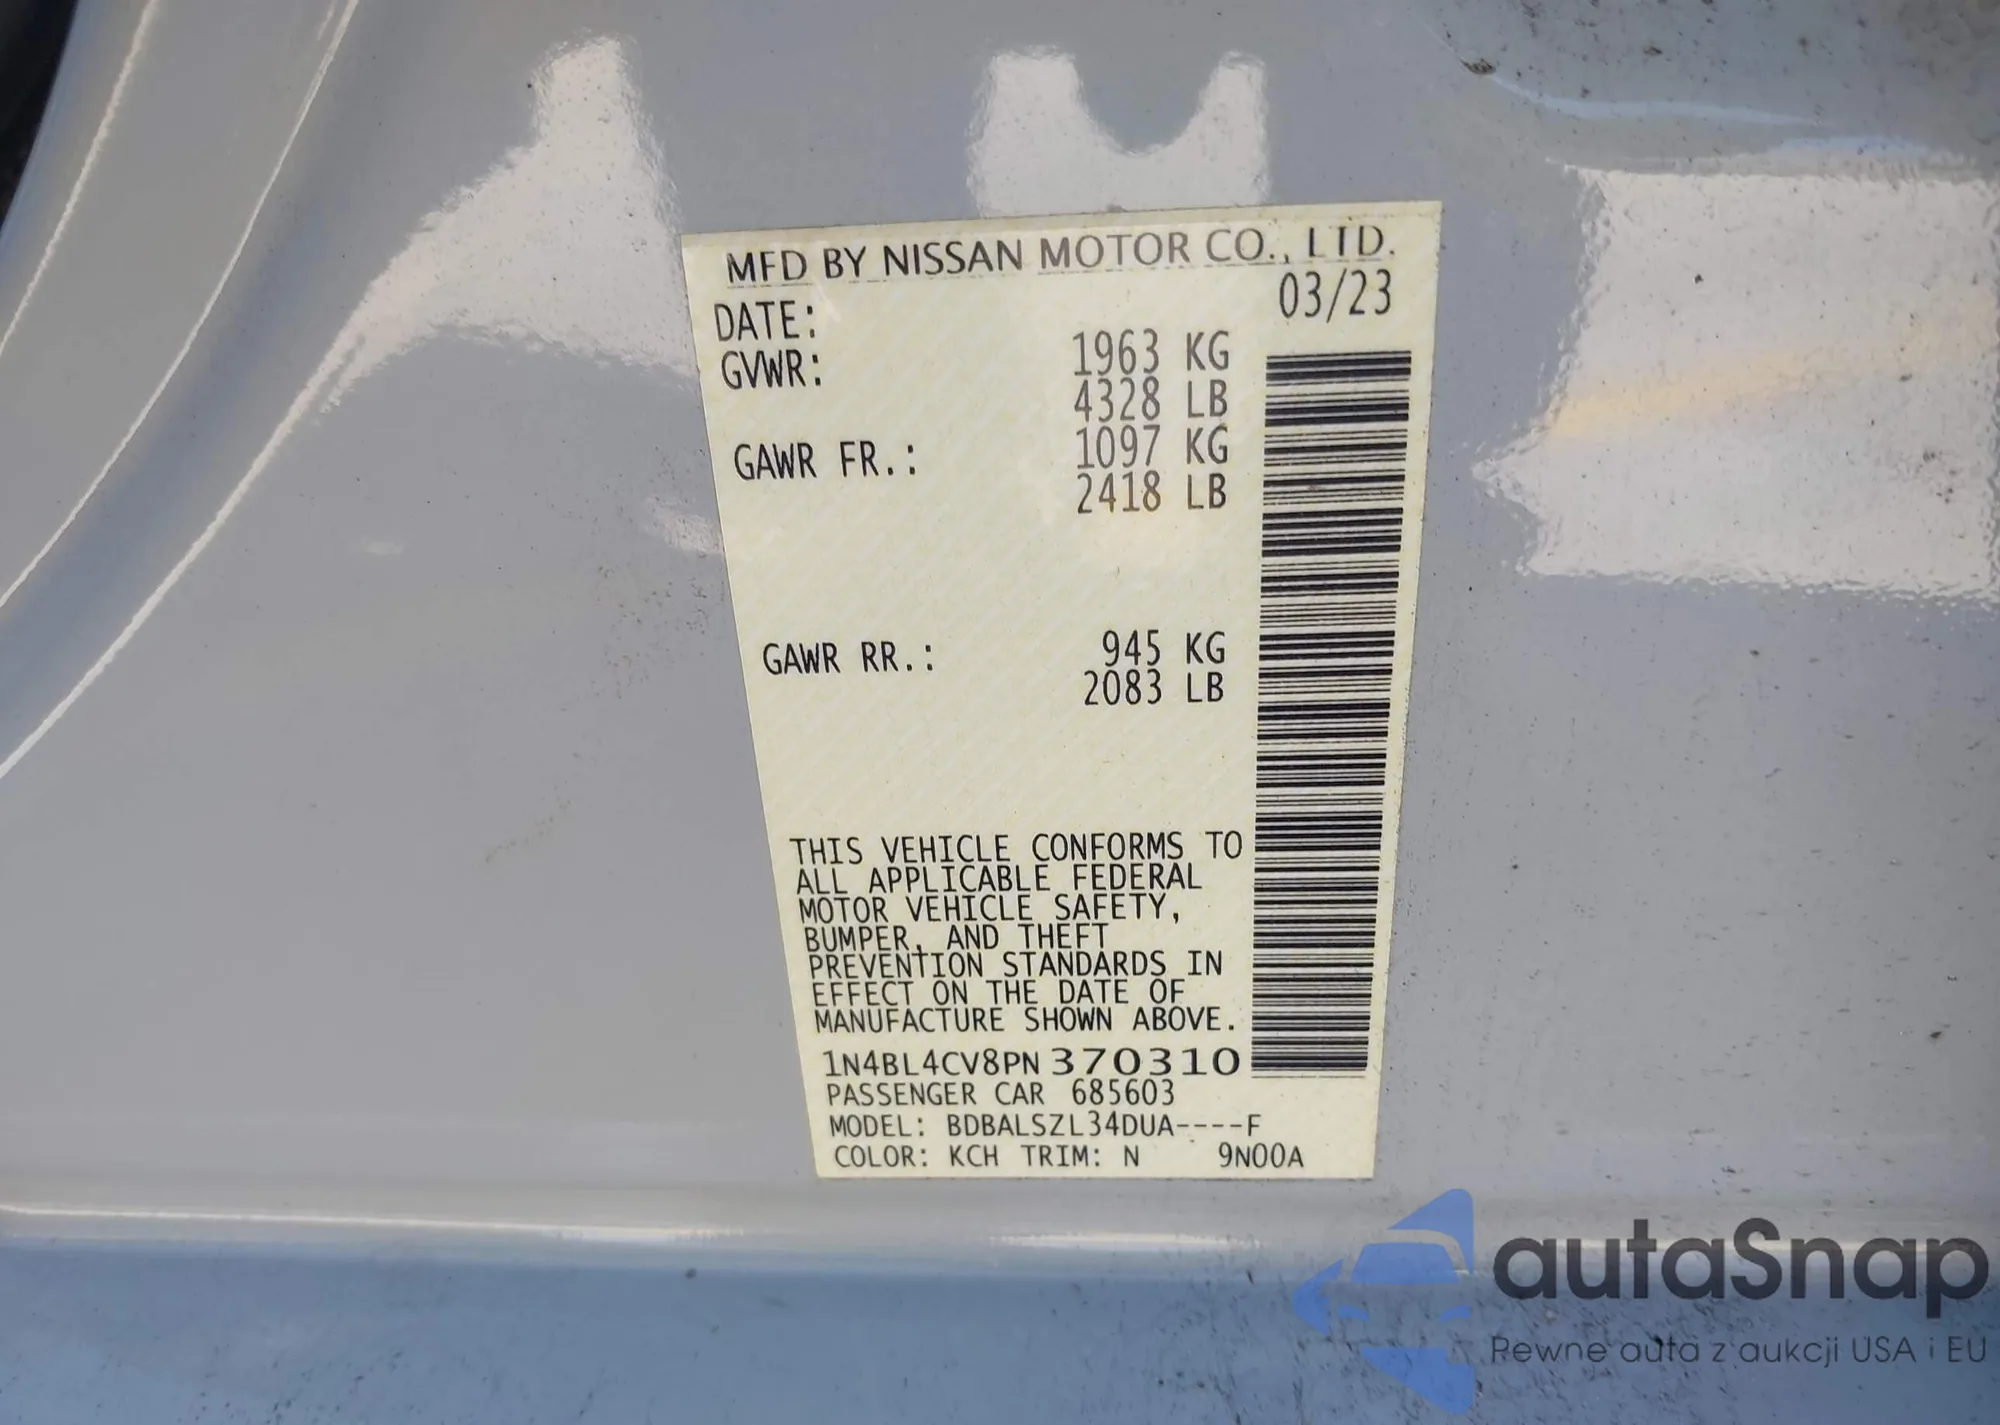 MFD BY NISSAN MOTOR CO., LTD.
DATE: 03/23
GVWR: 1963 KG
4328 LB
GAWR FR.: 1097 KG
2418 LB
GAWR RR.: 945 KG
2083 LB
THIS VEHICLE CONFORMS TO
ALL APPLICABLE FEDERAL
MOTOR VEHICLE SAFETY,
BUMPER, AND THEFT
PREVENTION STANDARDS IN
EFFECT ON THE DATE OF
MANUFACTURE SHOWN ABOVE.
1N4BL4CV8PN370310
PASSENGER CAR 685603
MODEL: BDBALSZL34DUA----F
COLOR: KCH TRIM: N 9N00A
autaSnap
Pewne auta z aukcji USA i EU